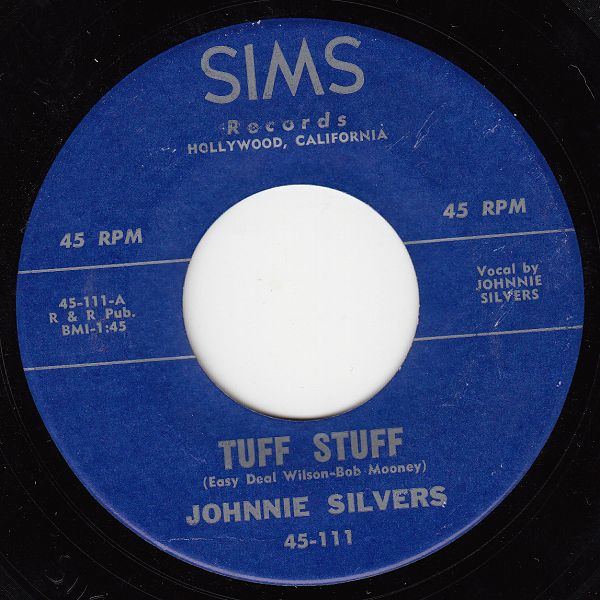 SIMS
Records
HOLLYWOOD, CALIFORNIA
45 RPM
45 RPM
45-111-A
R & R Pub.
BMI-1:45
Vocal by
JOHNNIE
SILVERS
TUFF STUFF
(Easy Deal Wilson-Bob Mooney)
JOHNNIE SILVERS
45-111